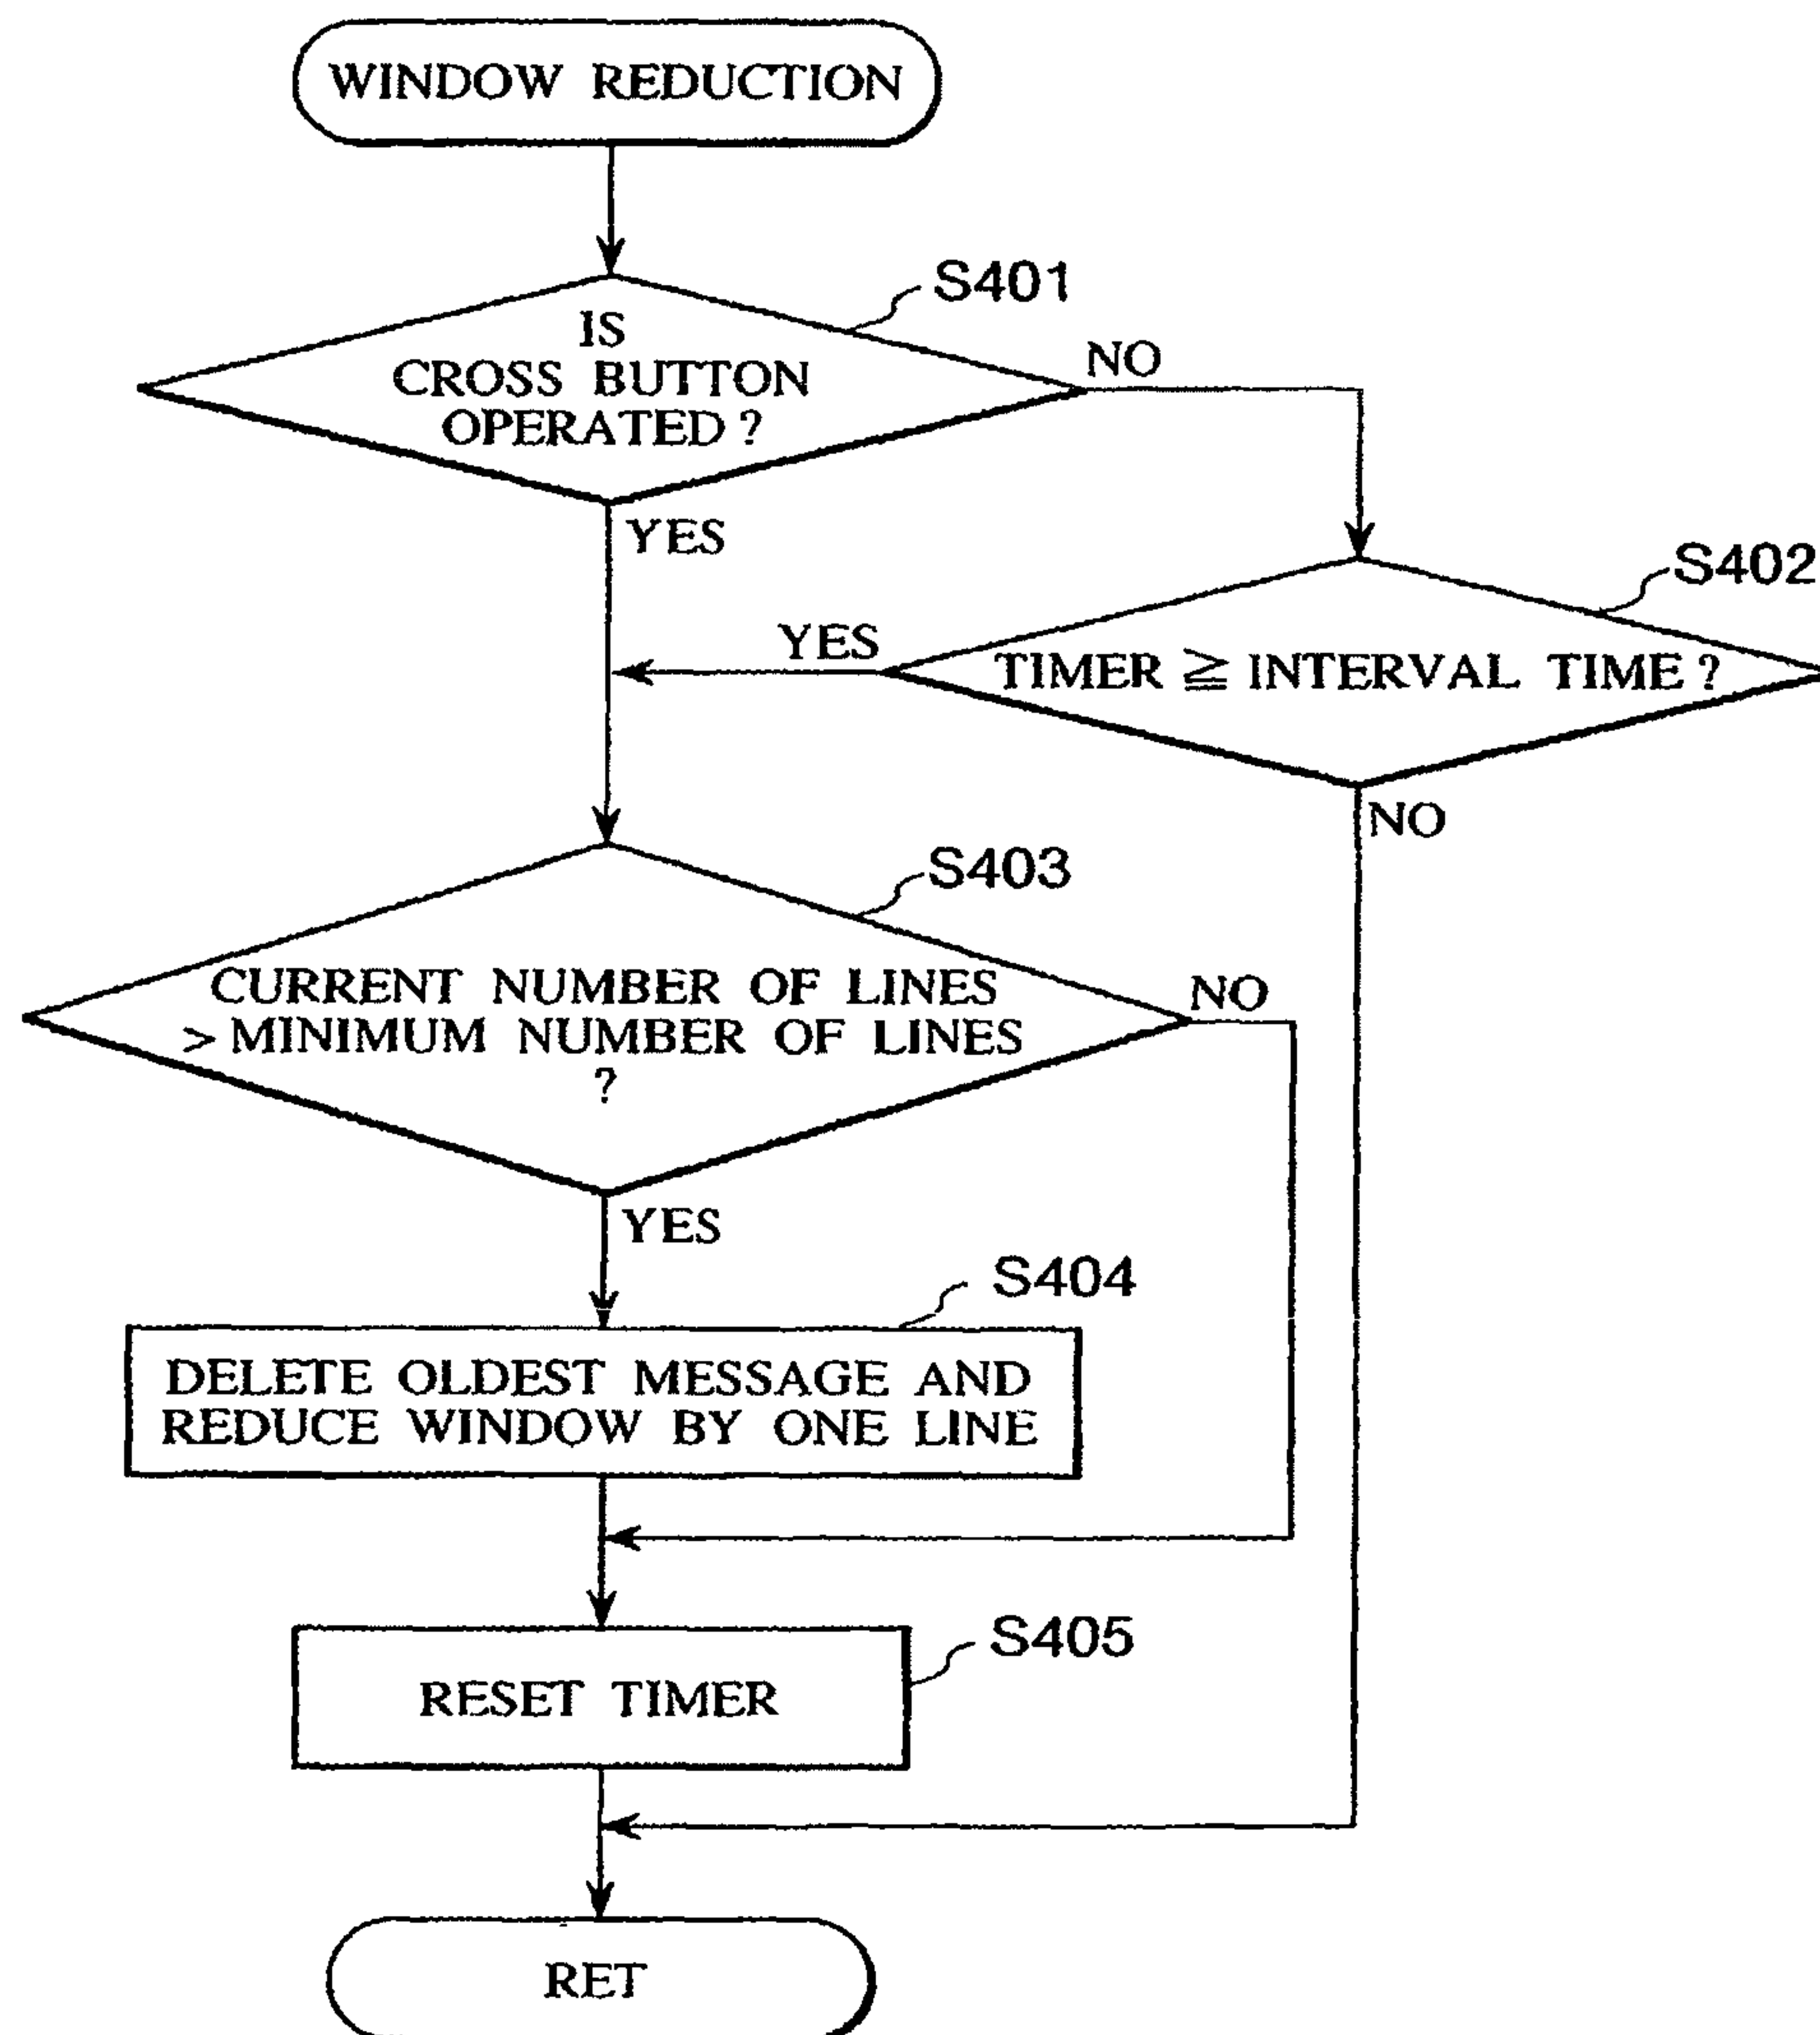 WINDOW REDUCTION
S401
IS
CROSS BUTTON
OPERATED ?
NO
YES
S402
YES
TIMER ≧ INTERVAL TIME ?
NO
S403
CURRENT NUMBER OF LINES
> MINIMUM NUMBER OF LINES
?
NO
YES
S404
DELETE OLDEST MESSAGE AND
REDUCE WINDOW BY ONE LINE
S405
RESET TIMER
RET